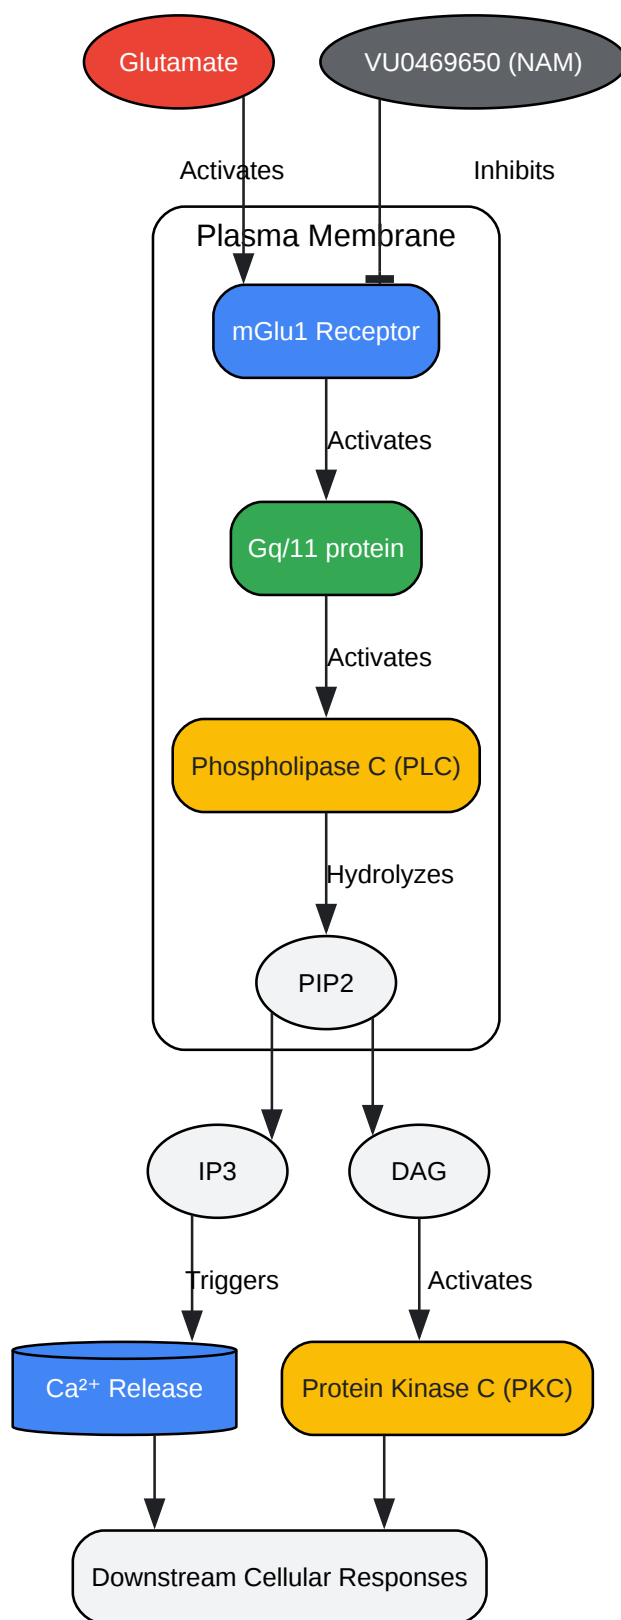 Glutamate
VU0469650 (NAM)
Activates
Inhibits
Plasma Membrane
mGlu1 Receptor
Activates
Gq/11 protein
Activates
Phospholipase C (PLC)
Hydrolyzes
PIP2
IP3
DAG
Triggers
Activates
Ca²⁺ Release
Protein Kinase C (PKC)
Downstream Cellular Responses